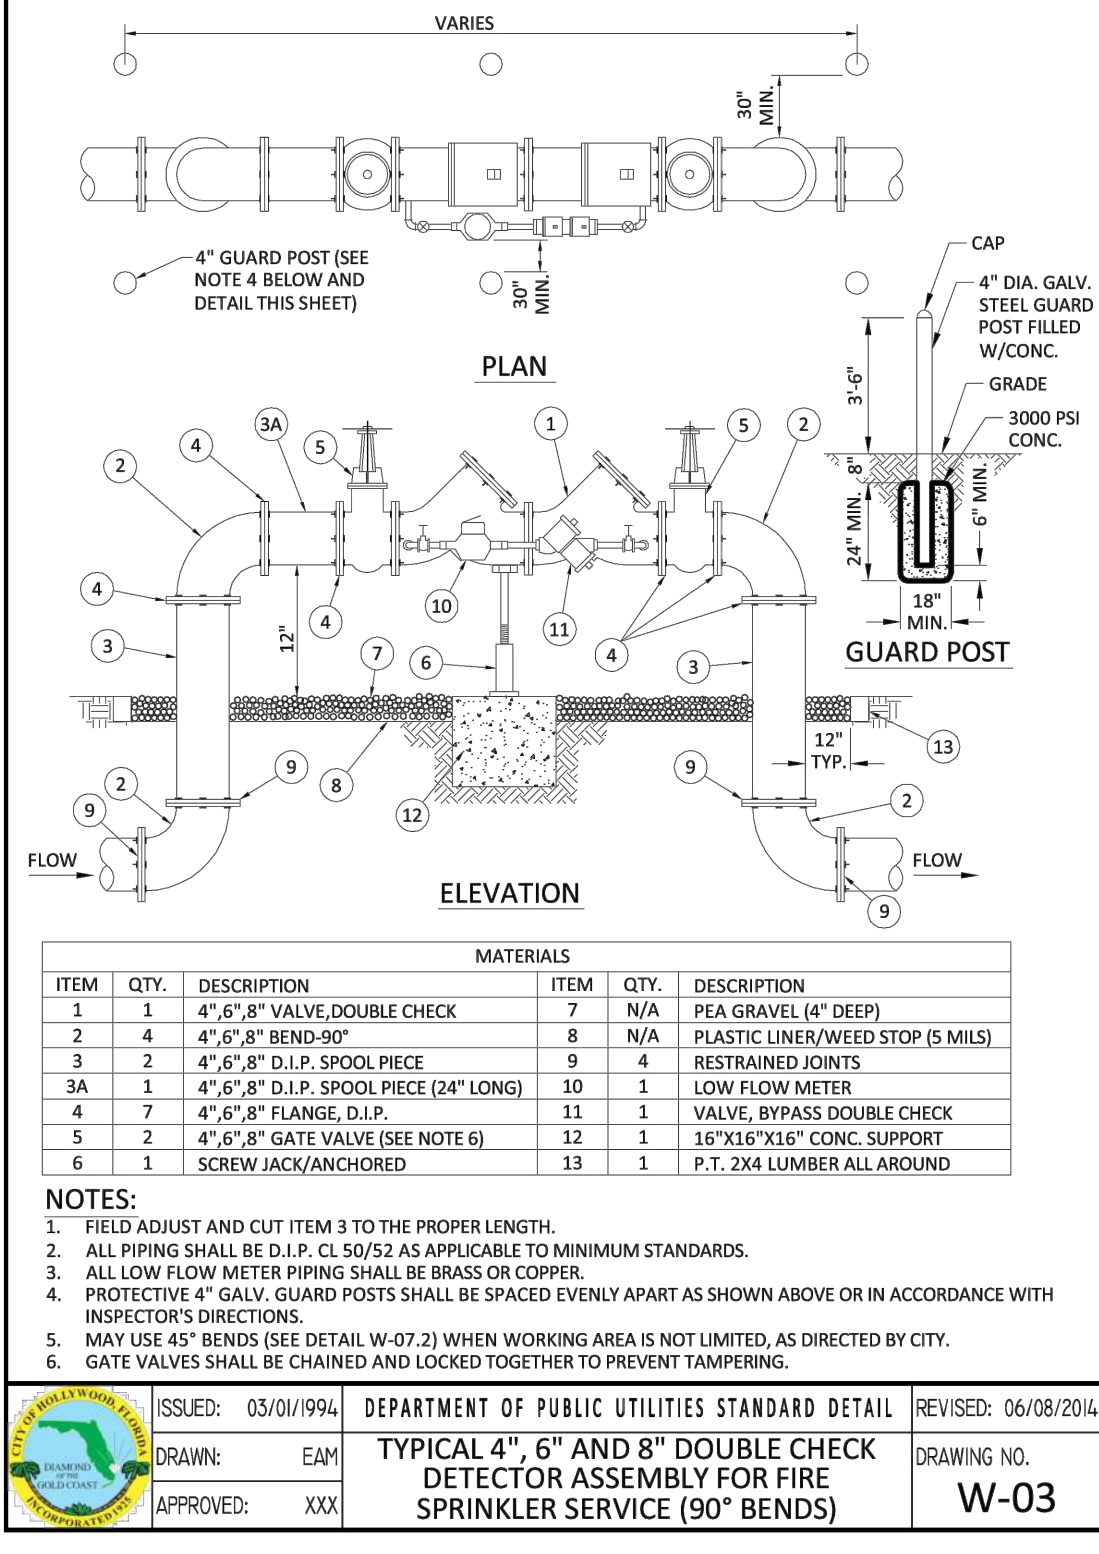 VARIES
30"
MIN.
4" GUARD POST (SEE
NOTE 4 BELOW AND
DETAIL THIS SHEET)
30"
MIN.
PLAN
CAP
4" DIA. GALV.
STEEL GUARD
POST FILLED
W/CONC.
3'-6"
GRADE
3000 PSI
CONC.
8"
24" MIN.
6" MIN.
18"
MIN.
GUARD POST
2
4
3A
5
1
5
2
4
3
4
12"
7
6
10
11
4
3
12"
TYP.
13
2
9
9
8
12
9
2
FLOW
FLOW
9
ELEVATION
MATERIALS
ITEM QTY. DESCRIPTION ITEM QTY. DESCRIPTION
1 1 4",6",8" VALVE,DOUBLE CHECK 7 N/A PEA GRAVEL (4" DEEP)
2 4 4",6",8" BEND-90° 8 N/A PLASTIC LINER/WEED STOP (5 MILS)
3 2 4",6",8" D.I.P. SPOOL PIECE 9 4 RESTRAINED JOINTS
3A 1 4",6",8" D.I.P. SPOOL PIECE (24" LONG) 10 1 LOW FLOW METER
4 7 4",6",8" FLANGE, D.I.P. 11 1 VALVE, BYPASS DOUBLE CHECK
5 2 4",6",8" GATE VALVE (SEE NOTE 6) 12 1 16"X16"X16" CONC. SUPPORT
6 1 SCREW JACK/ANCHORED 13 1 P.T. 2X4 LUMBER ALL AROUND
NOTES:
1. FIELD ADJUST AND CUT ITEM 3 TO THE PROPER LENGTH.
2. ALL PIPING SHALL BE D.I.P. CL 50/52 AS APPLICABLE TO MINIMUM STANDARDS.
3. ALL LOW FLOW METER PIPING SHALL BE BRASS OR COPPER.
4. PROTECTIVE 4" GALV. GUARD POSTS SHALL BE SPACED EVENLY APART AS SHOWN ABOVE OR IN ACCORDANCE WITH
INSPECTOR'S DIRECTIONS.
5. MAY USE 45° BENDS (SEE DETAIL W-07.2) WHEN WORKING AREA IS NOT LIMITED, AS DIRECTED BY CITY.
6. GATE VALVES SHALL BE CHAINED AND LOCKED TOGETHER TO PREVENT TAMPERING.
CITY OF HOLLYWOOD, FLORIDA
DIAMOND
OF THE
GOLD COAST
INCORPORATED 1925
ISSUED: 03/01/1994
DRAWN: EAM
APPROVED: XXX
DEPARTMENT OF PUBLIC UTILITIES STANDARD DETAIL
TYPICAL 4", 6" AND 8" DOUBLE CHECK
DETECTOR ASSEMBLY FOR FIRE
SPRINKLER SERVICE (90° BENDS)
REVISED: 06/08/2014
DRAWING NO.
W-03